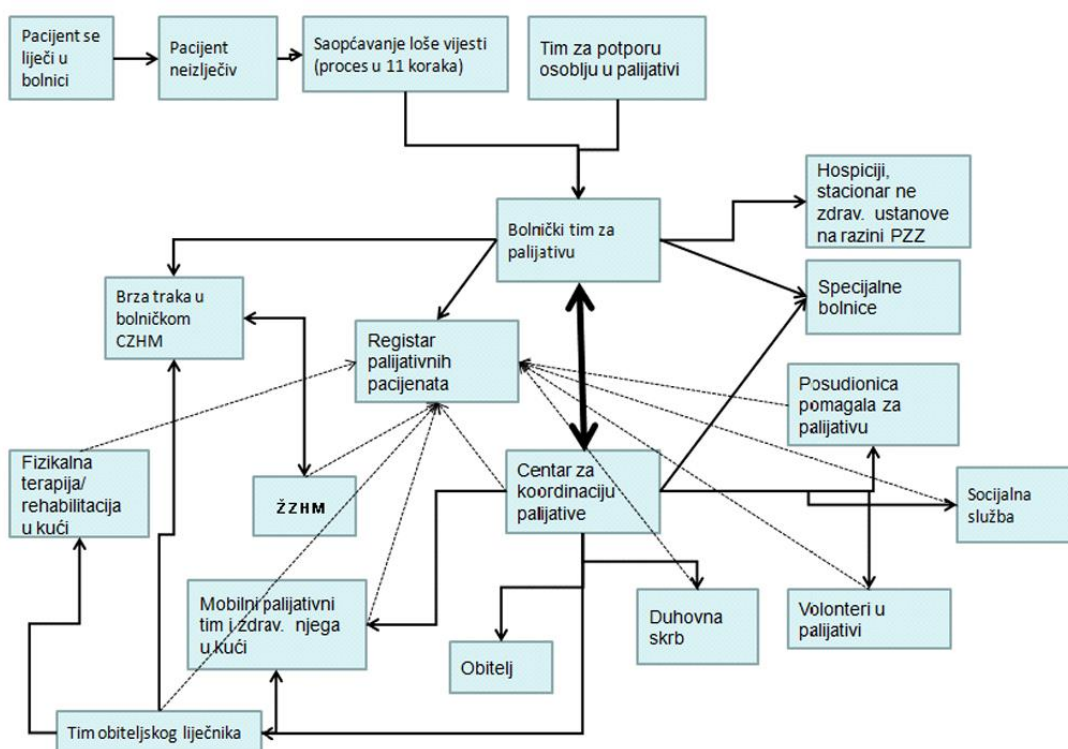 Pacijent se
liječi u
bolnici
Pacijent
neizlječiv
Saopćavanje loše vijesti
(proces u 11 koraka)
Tim za potporu
osoblju u palijativi
Bolnički tim za
palijativu
Hospiciji,
stacionar ne
zdrav. ustanove
na razini PZZ
Brza traka u
bolničkom
CZHM
Registar
palijativnih
pacijenata
Specijalne
bolnice
Posudionica
pomagala za
palijativu
Fizikalna
terapija/
rehabilitacija
u kući
ŽZHM
Centar za
koordinaciju
palijative
Socijalna
služba
Mobilni palijativni
tim i zdrav. njega
u kući
Obitelj
Duhovna
skrb
Volonteri u
palijativi
Tim obiteljskog liječnika